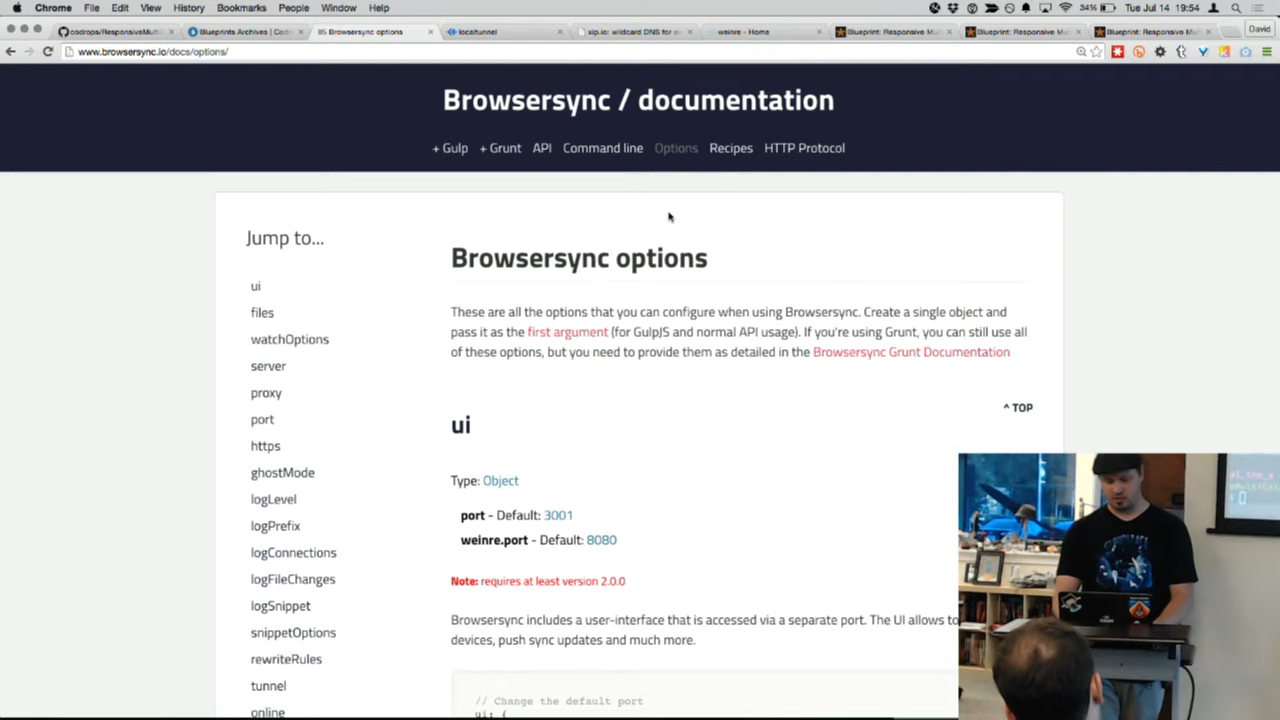 Chrome File Edit View History Bookmarks People Window Help 34% Tue Jul 14 19:54
codrops/ResponsiveMulti Blueprints Archives | Cod Browsersync options localtunnel xip.io: wildcard DNS for weinre - Home Blueprint: Responsive Mu Blueprint: Responsive Mu Blueprint: Responsive Mu David
www.browsersync.io/docs/options/
Browsersync / documentation
+ Gulp + Grunt API Command line Options Recipes HTTP Protocol
Jump to...
ui
files
watchOptions
server
proxy
port
https
ghostMode
logLevel
logPrefix
logConnections
logFileChanges
logSnippet
snippetOptions
rewriteRules
tunnel
online
Browsersync options
These are all the options that you can configure when using Browsersync. Create a single object and
pass it as the first argument (for GulpJS and normal API usage). If you're using Grunt, you can still use all
of these options, but you need to provide them as detailed in the Browsersync Grunt Documentation
^ TOP
ui
Type: Object
port - Default: 3001
weinre.port - Default: 8080
Note: requires at least version 2.0.0
Browsersync includes a user-interface that is accessed via a separate port. The UI allows to
devices, push sync updates and much more.
// Change the default port
ui: {